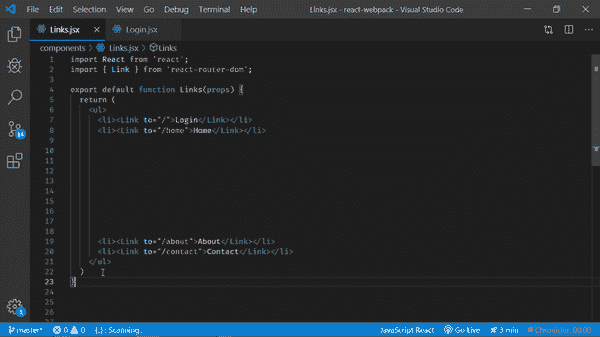 File Edit Selection View Go Debug Terminal Help Links.jsx - react-webpack - Visual Studio Code
Links.jsx Login.jsx
components Links.jsx Links
1 import React from 'react';
2 import { Link } from 'react-router-dom';
3
4 export default function Links(props) {
5 return (
6 <ul>
7 <li><Link to="/">Login</Link></li>
8 <li><Link to="/home">Home</Link></li>
9
10
11
12
13
14
15
16
17
18
19 <li><Link to="/about">About</Link></li>
20 <li><Link to="/contact">Contact</Link></li>
21 </ul>
22 )
23 }
24
25
master* 0 0 {.}: Scanning.. JavaScript React Go Live 3 min Chronicler 00:00